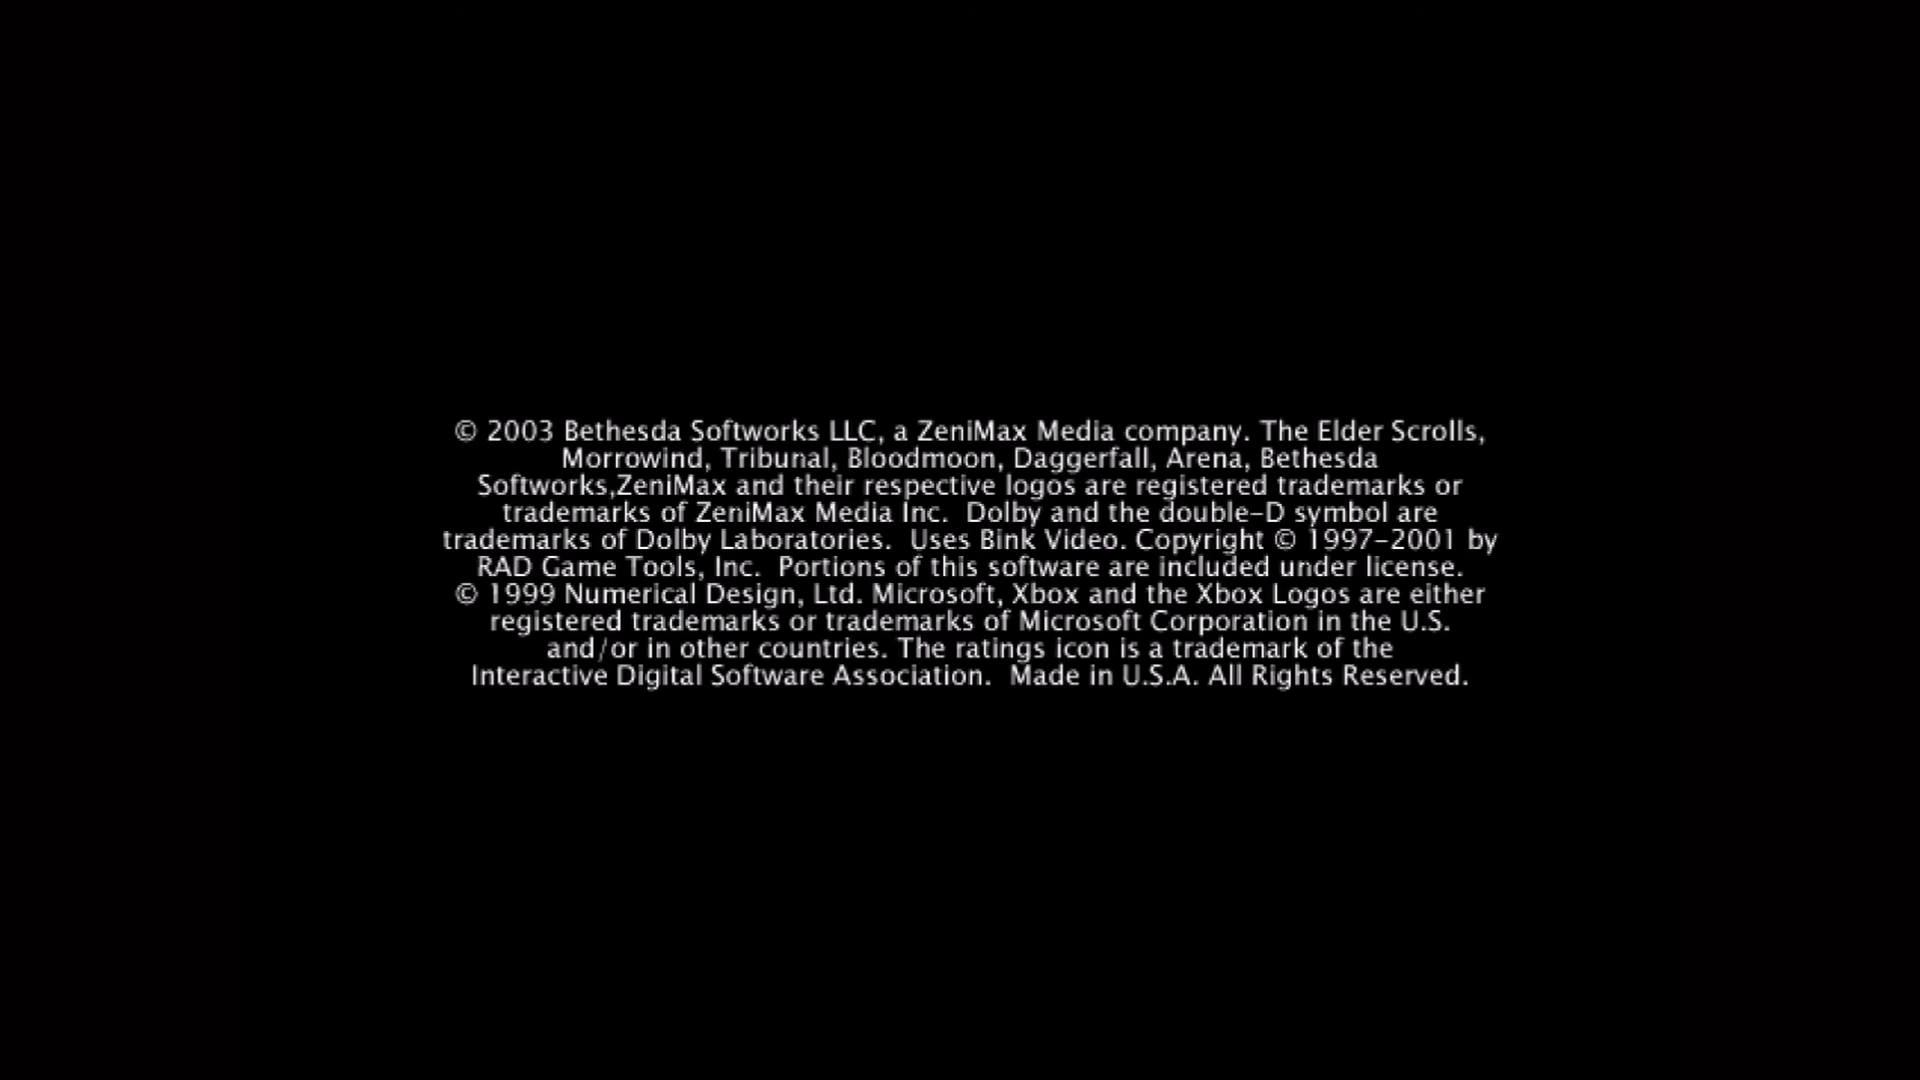 © 2003 Bethesda Softworks LLC, a ZeniMax Media company. The Elder Scrolls,
Morrowind, Tribunal, Bloodmoon, Daggerfall, Arena, Bethesda
Softworks,ZeniMax and their respective logos are registered trademarks or
trademarks of ZeniMax Media Inc.  Dolby and the double-D symbol are
trademarks of Dolby Laboratories.  Uses Bink Video. Copyright © 1997-2001 by
RAD Game Tools, Inc.  Portions of this software are included under license.
© 1999 Numerical Design, Ltd. Microsoft, Xbox and the Xbox Logos are either
registered trademarks or trademarks of Microsoft Corporation in the U.S.
and/or in other countries. The ratings icon is a trademark of the
Interactive Digital Software Association.  Made in U.S.A. All Rights Reserved.